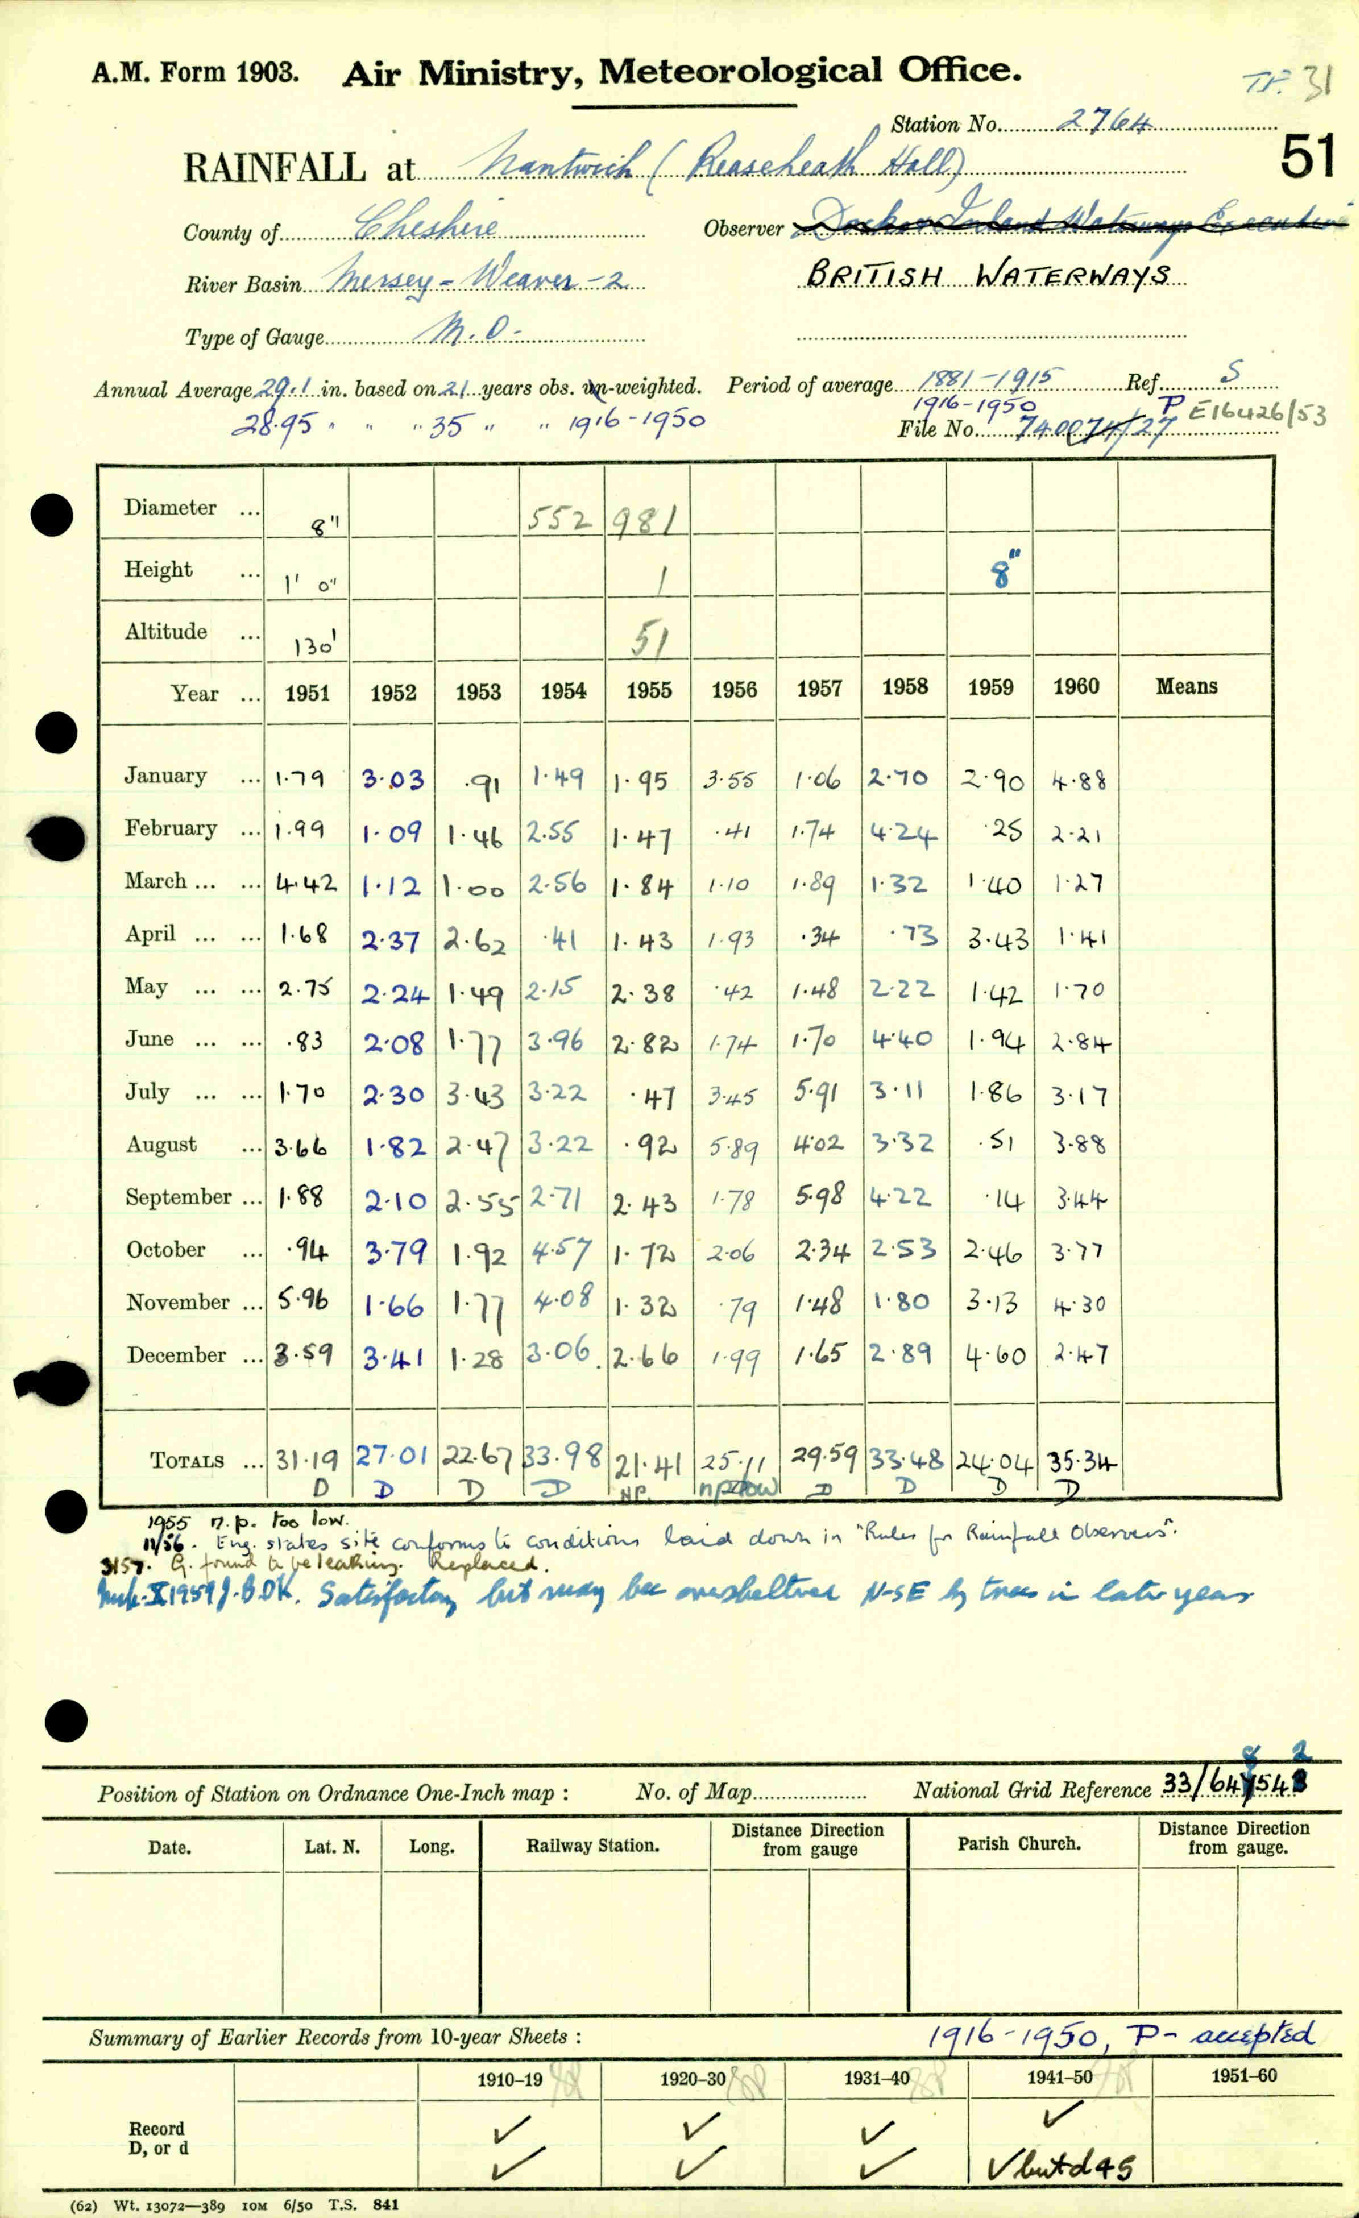 A.M. Form 1903. Air Ministry, Meteorological Office. 31
Station No. 2764
51
RAINFALL at Nantwich (Reaseheath Hall)
County of Cheshire Observer Docks & Inland Waterways Executive
River Basin Mersey - Weaver - 2 BRITISH WATERWAYS
Type of Gauge M.O.
Annual Average 29.1 in. based on 21 years obs. un-weighted. Period of average 1881-1915 Ref. S
28.95 " " " 35 " " 1916-1950 1916-1950 P E16426/53
File No. 740074/27
Diameter ... 8" 552 981
Height ... 1' 0" 1 8"
Altitude ... 130' 51
Year ... 1951 1952 1953 1954 1955 1956 1957 1958 1959 1960 Means
January ... 1.79 3.03 .91 1.49 1.95 3.55 1.06 2.70 2.90 4.88
February ... 1.99 1.09 1.46 2.55 1.47 .41 1.74 4.24 .25 2.21
March ... ... 4.42 1.12 1.00 2.56 1.84 1.10 1.89 1.32 1.40 1.27
April ... ... 1.68 2.37 2.62 .41 1.43 1.93 .34 .73 3.43 1.41
May ... ... 2.75 2.24 1.49 2.15 2.38 .42 1.48 2.22 1.42 1.70
June ... ... .83 2.08 1.77 3.96 2.82 1.74 1.70 4.40 1.94 2.84
July ... ... 1.70 2.30 3.43 3.22 .47 3.45 5.91 3.11 1.86 3.17
August ... 3.66 1.82 2.47 3.22 .92 5.89 4.02 3.32 .51 3.88
September ... 1.88 2.10 2.55 2.71 2.43 1.78 5.98 4.22 .14 3.44
October ... .94 3.79 1.92 4.57 1.72 2.06 2.34 2.53 2.46 3.77
November ... 5.96 1.66 1.77 4.08 1.32 .79 1.48 1.80 3.13 4.30
December ... 3.59 3.41 1.28 3.06 2.66 1.99 1.65 2.89 4.60 2.47
TOTALS ... 31.19 27.01 22.67 33.98 21.41 25.11 29.59 33.48 24.04 35.34
D D D D N.P. D D D D
1955 n.p. too low.
11/56. Eng. states site conforms to conditions laid down in "Rules for Rainfall Observers".
3157. G. found to be leaking. Replaced.
X 1959 Satisfactory but may be oversheltered N-SE by trees in later years
8 2
Position of Station on Ordnance One-Inch map : No. of Map National Grid Reference 33/647543
Date. Lat. N. Long. Railway Station. Distance from gauge Direction Parish Church. Distance from gauge. Direction
Summary of Earlier Records from 10-year Sheets : 1916-1950, P- accepted
1910-19 1920-30 1931-40 1941-50 1951-60
Record ✓ ✓ ✓ ✓
D, or d ✓ ✓ ✓ ✓ but d 45
(62) Wt. 13072—389 10M 6/50 T.S. 841